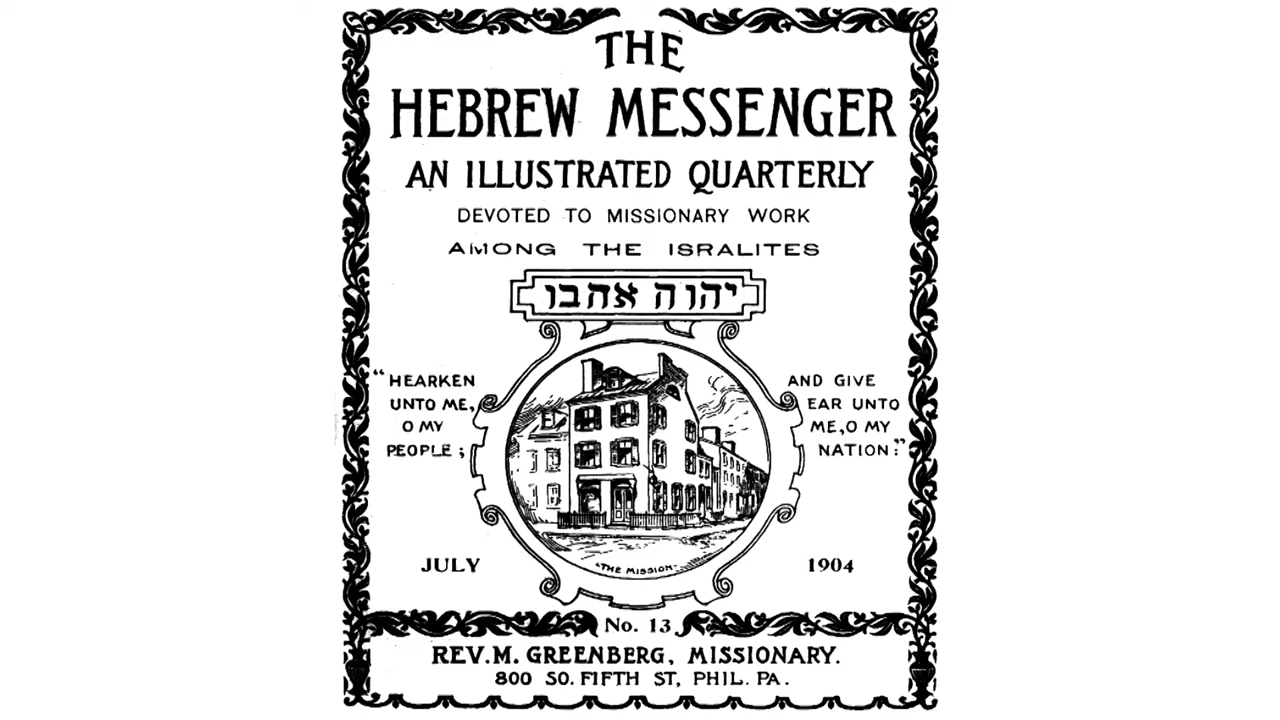 THE
HEBREW MESSENGER
AN ILLUSTRATED QUARTERLY
DEVOTED TO MISSIONARY WORK
AMONG THE ISRALITES
יהוה אהבו
"HEARKEN
UNTO ME,
O MY
PEOPLE;
AND GIVE
EAR UNTO
ME, O MY
NATION:"
"THE MISSION"
JULY
1904
No. 13
REV. M. GREENBERG, MISSIONARY.
800 SO. FIFTH ST, PHIL. PA.